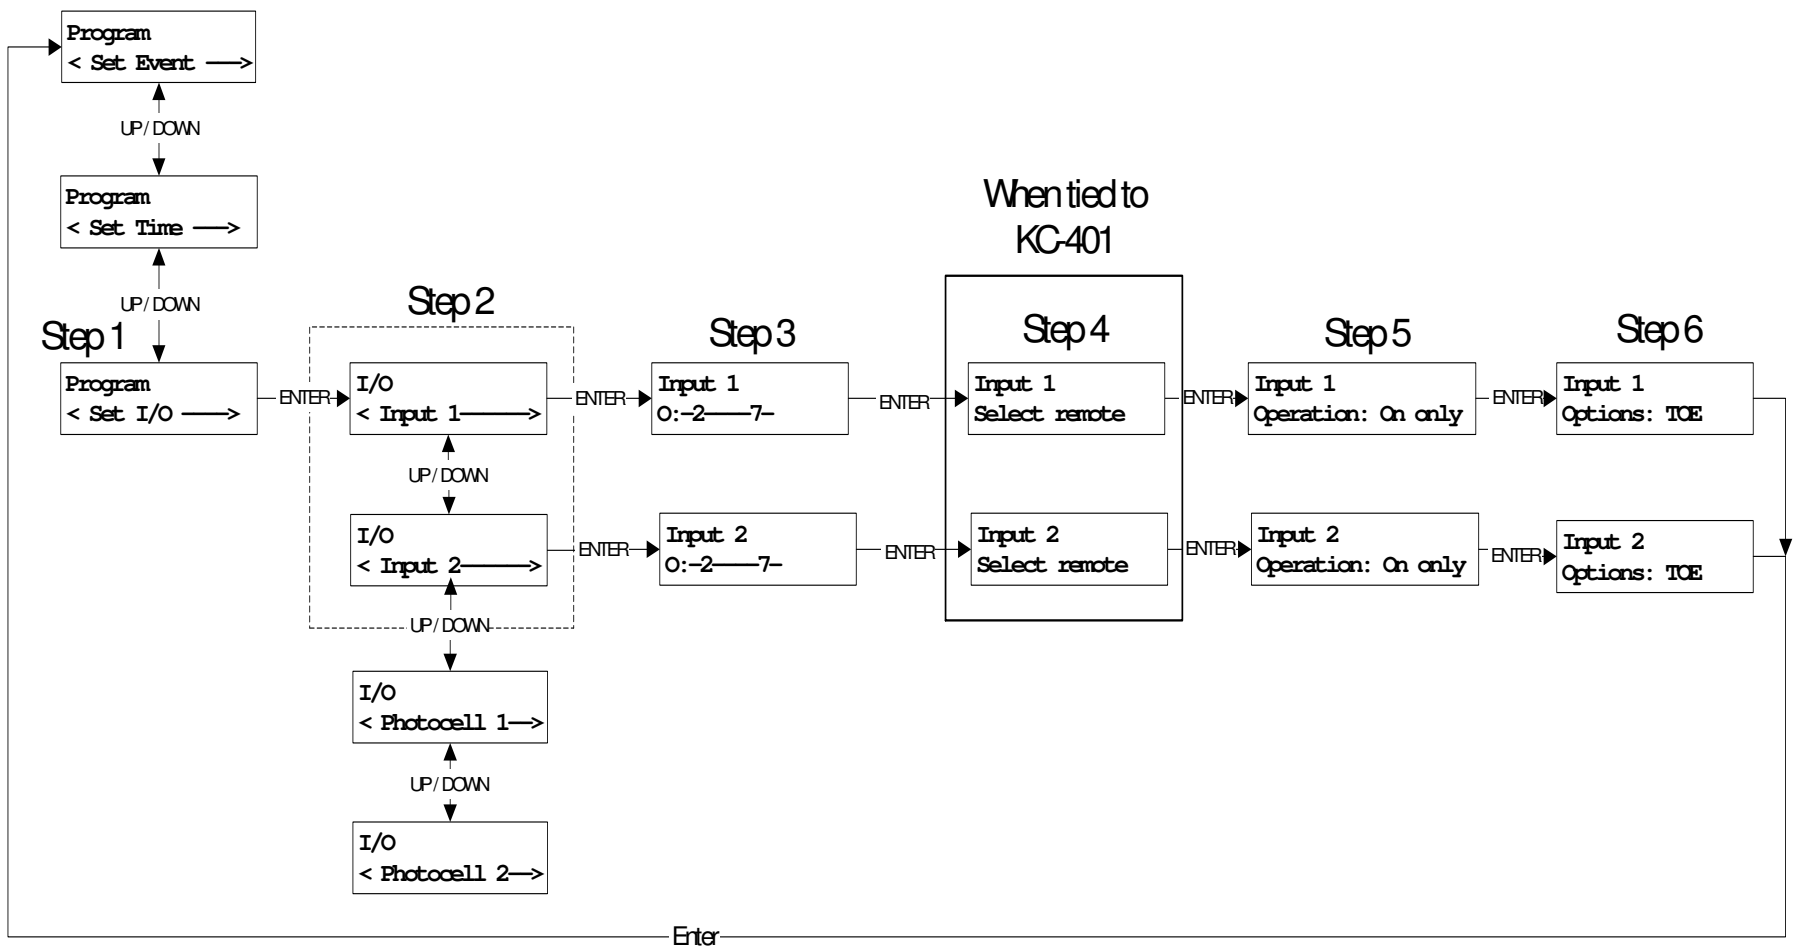 Program
< Set Event ——>
UP / DOWN
Program
< Set Time ——>
UP / DOWN
Step 1
Program
< Set I/O ——>
ENTER
Step 2
I/O
< Input 1————>
UP / DOWN
I/O
< Input 2————>
UP / DOWN
I/O
< Photocell 1—>
UP / DOWN
I/O
< Photocell 2—>
ENTER
ENTER
Step 3
Input 1
O:-2----7-
Input 2
O:-2----7-
ENTER
ENTER
When tied to
KC-401
Step 4
Input 1
Select remote
Input 2
Select remote
ENTER
ENTER
Step 5
Input 1
Operation: On only
Input 2
Operation: On only
ENTER
ENTER
Step 6
Input 1
Options: TOE
Input 2
Options: TOE
Enter